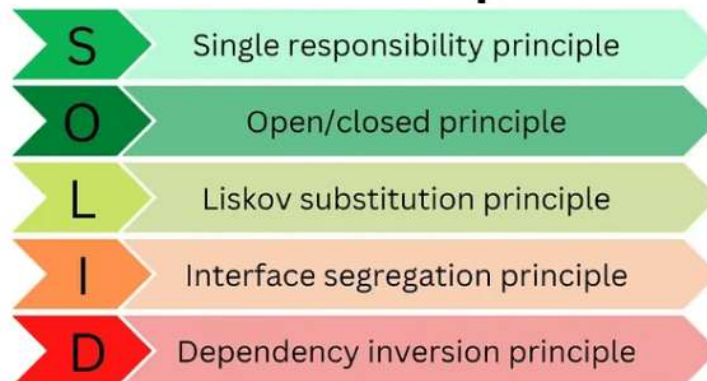 S Single responsibility principle
O Open/closed principle
L Liskov substitution principle
I Interface segregation principle
D Dependency inversion principle